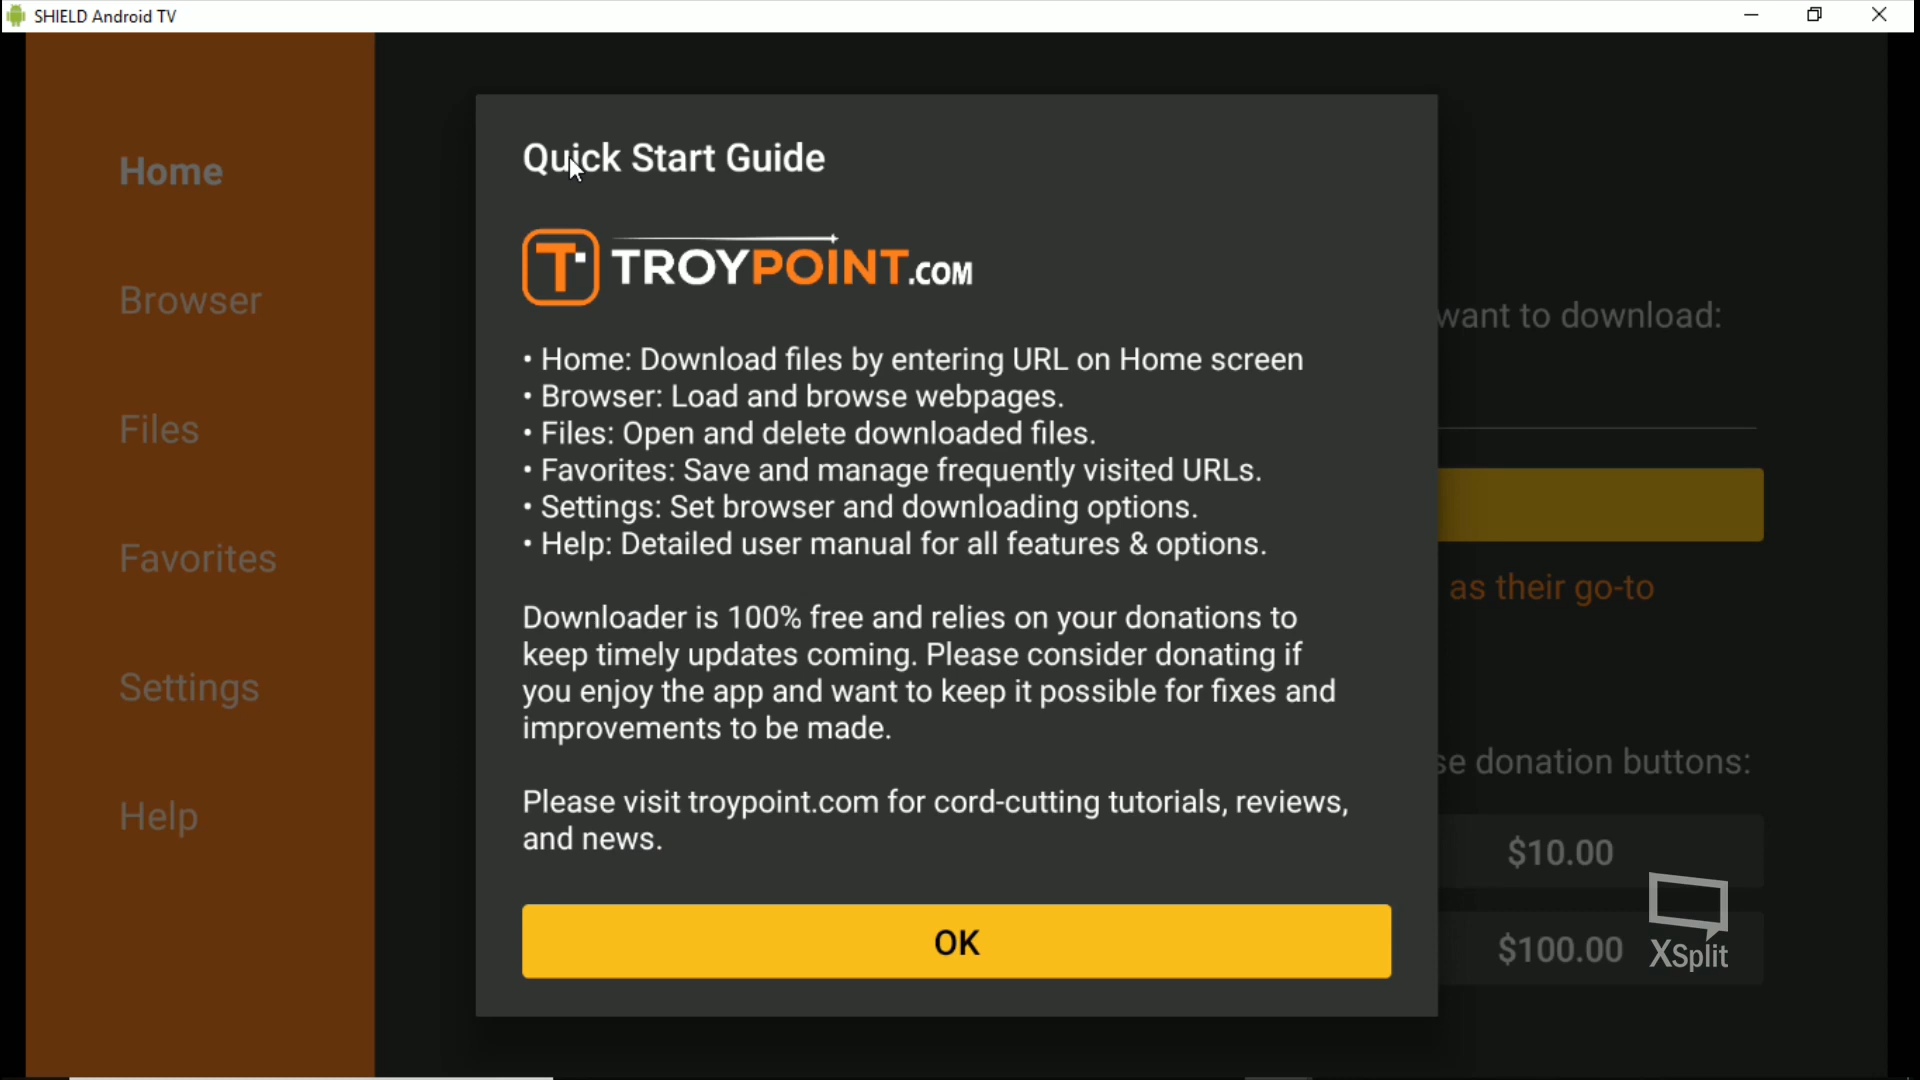 SHIELD Android TV
Home
Browser
Files
Favorites
Settings
Help
Quick Start Guide
TROYPOINT.COM
• Home: Download files by entering URL on Home screen
• Browser: Load and browse webpages.
• Files: Open and delete downloaded files.
• Favorites: Save and manage frequently visited URLs.
• Settings: Set browser and downloading options.
• Help: Detailed user manual for all features & options.
Downloader is 100% free and relies on your donations to
keep timely updates coming. Please consider donating if
you enjoy the app and want to keep it possible for fixes and
improvements to be made.
Please visit troypoint.com for cord-cutting tutorials, reviews,
and news.
OK
want to download:
as their go-to
se donation buttons:
$10.00
$100.00
XSplit